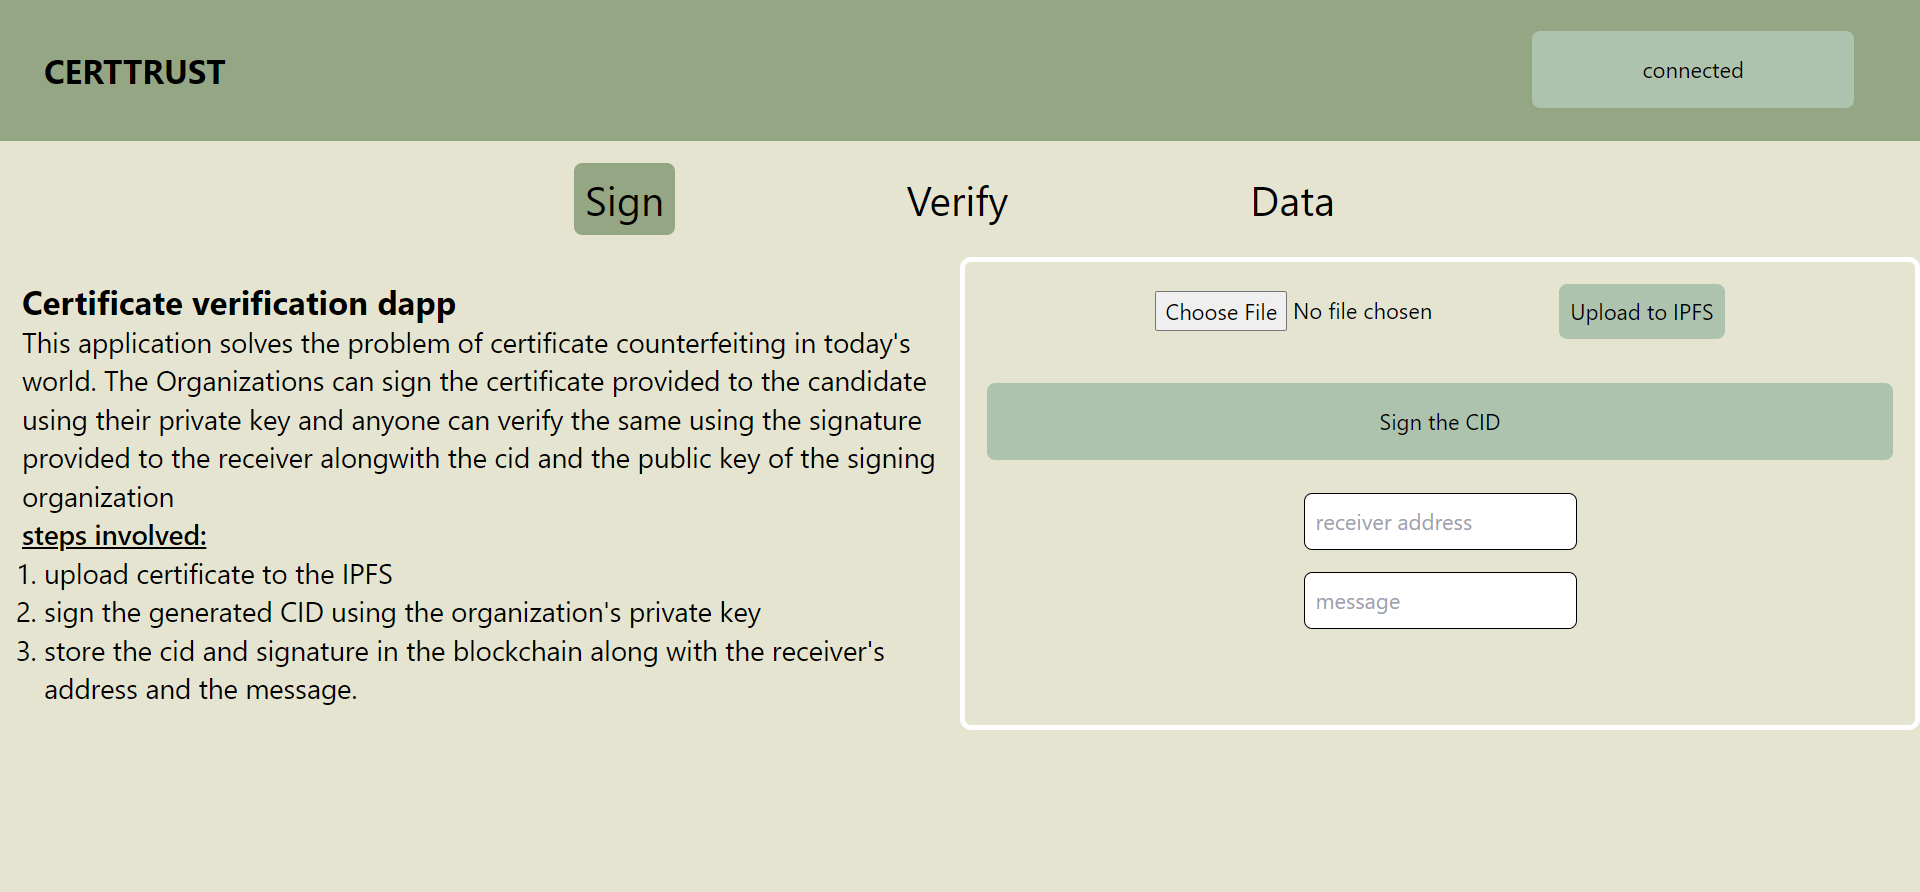 CERTTRUST
connected
Sign
Verify
Data
Certificate verification dapp
This application solves the problem of certificate counterfeiting in today's
world. The Organizations can sign the certificate provided to the candidate
using their private key and anyone can verify the same using the signature
provided to the receiver alongwith the cid and the public key of the signing
organization
steps involved:
1. upload certificate to the IPFS
2. sign the generated CID using the organization's private key
3. store the cid and signature in the blockchain along with the receiver's
address and the message.
Choose File No file chosen
Upload to IPFS
Sign the CID
receiver address
message